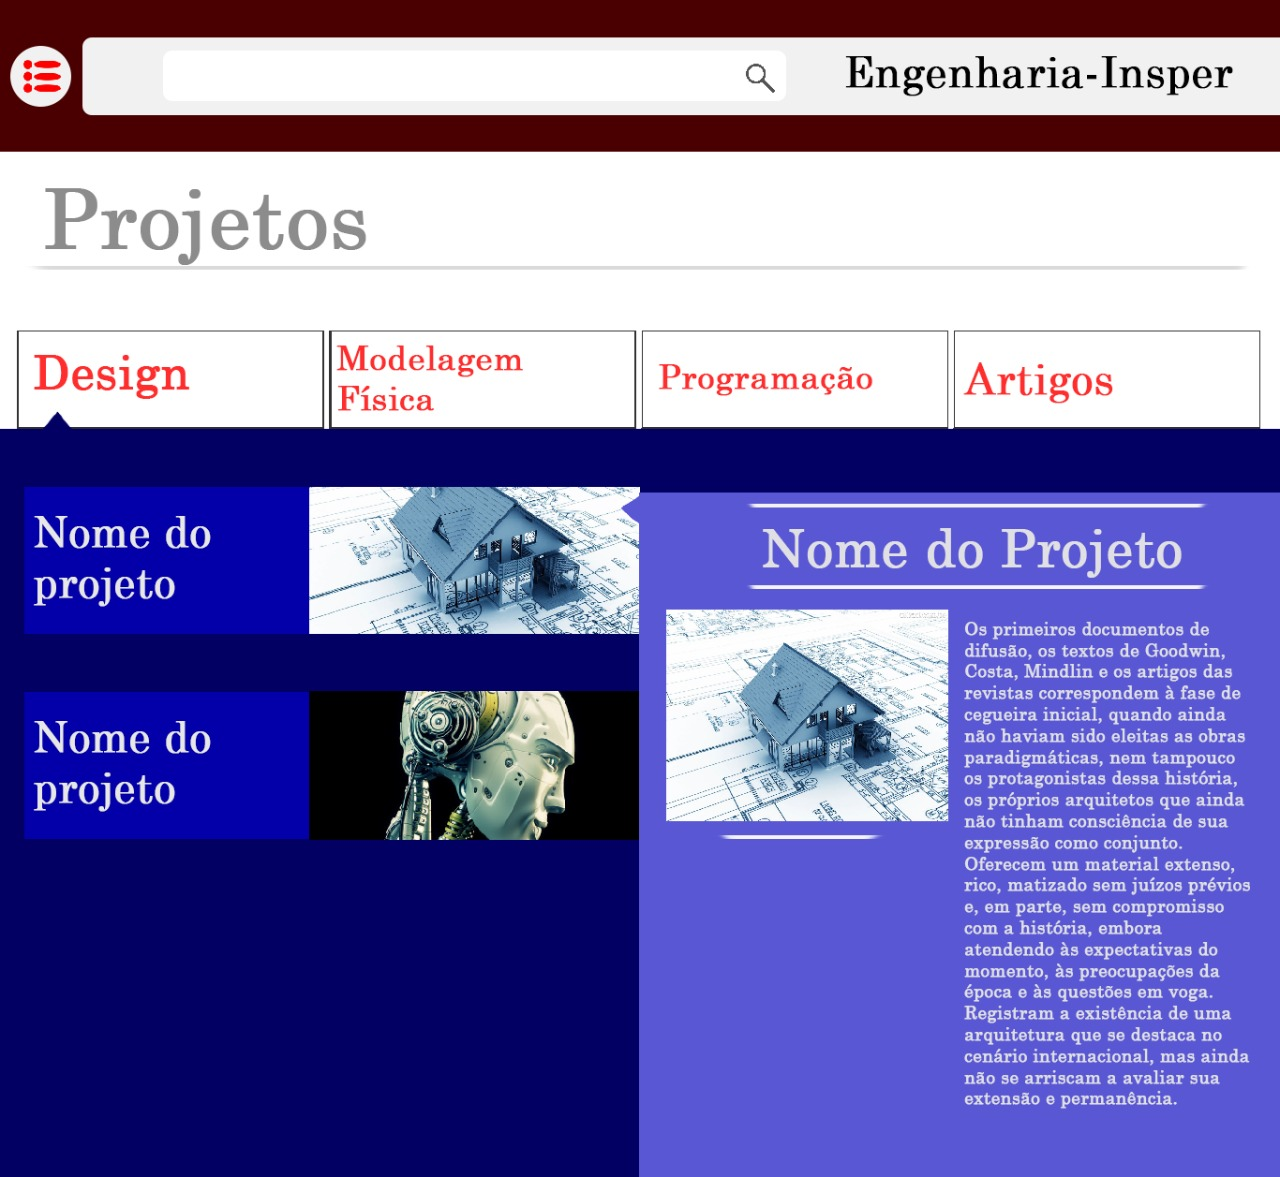 Engenharia-Insper
Projetos
Design
Modelagem
Física
Programação
Artigos
Nome do
projeto
Nome do
projeto
Nome do Projeto
Os primeiros documentos de
difusão, os textos de Goodwin,
Costa, Mindlin e os artigos das
revistas correspondem à fase de
cegueira inicial, quando ainda
não haviam sido eleitas as obras
paradigmáticas, nem tampouco
os protagonistas dessa história,
os próprios arquitetos que ainda
não tinham consciência de sua
expressão como conjunto.
Oferecem um material extenso,
rico, matizado sem juízos prévios
e, em parte, sem compromisso
com a história, embora
atendendo às expectativas do
momento, às preocupações da
época e às questões em voga.
Registram a existência de uma
arquitetura que se destaca no
cenário internacional, mas ainda
não se arriscam a avaliar sua
extensão e permanência.